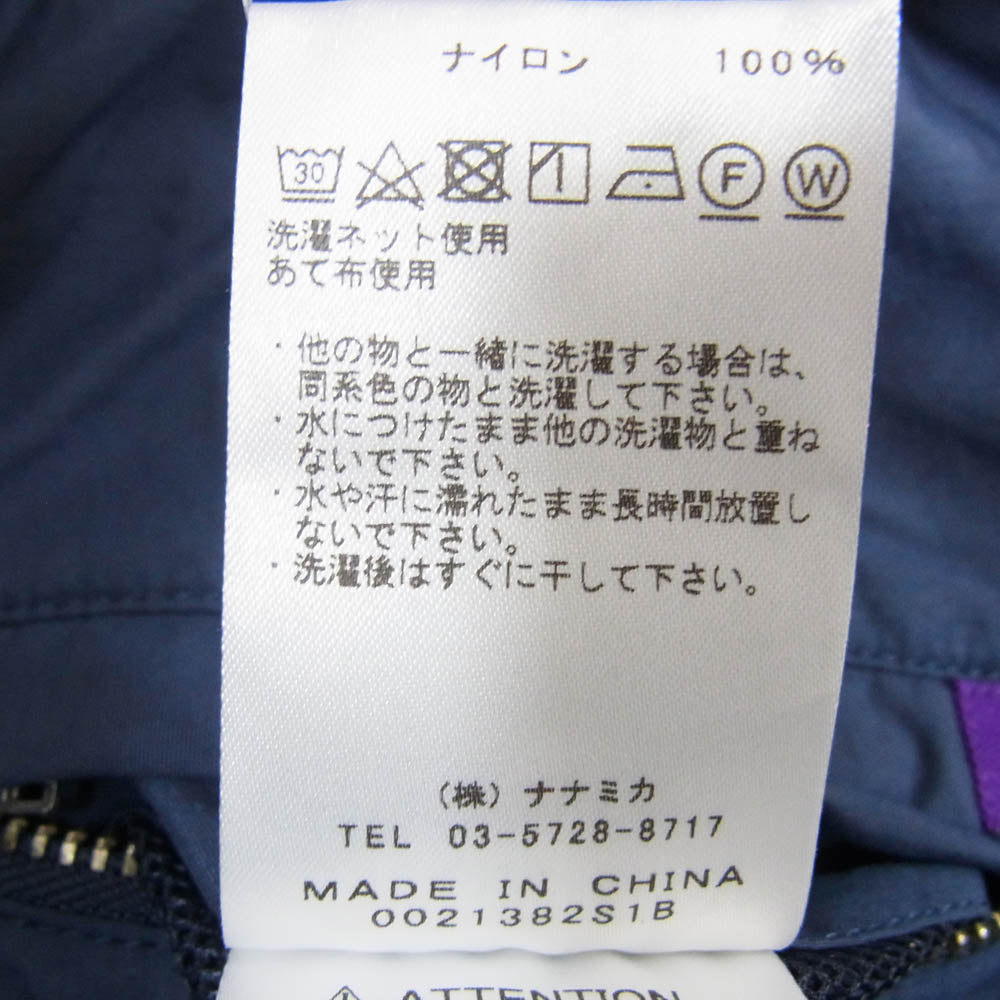 ナイロン 100%
30 F W
洗濯ネット使用
あて布使用
・他の物と一緒に洗濯する場合は、
同系色の物と洗濯して下さい。
・水につけたまま他の洗濯物と重ね
ないで下さい。
・水や汗に濡れたまま長時間放置し
ないで下さい。
・洗濯後はすぐに干して下さい。
(株) ナナミカ
TEL 03-5728-8717
MADE IN CHINA
0021382S1B
ATTENTION